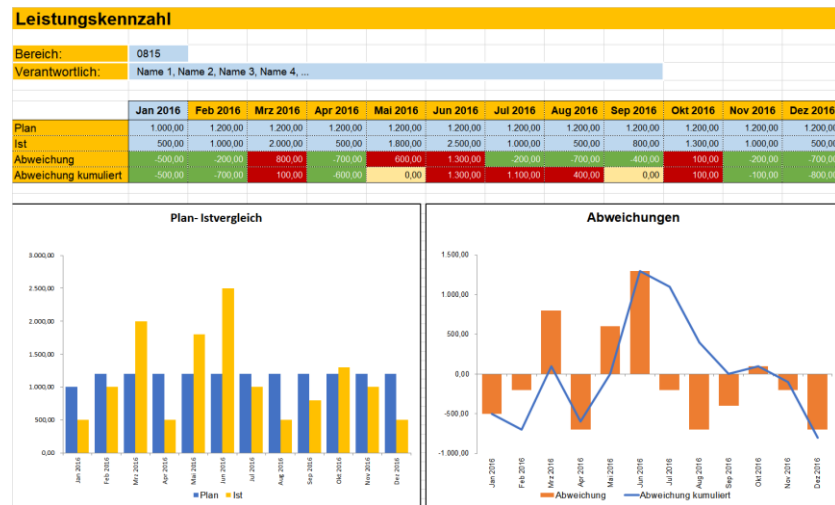 Leistungskennzahl
Bereich: 0815
Verantwortlich: Name 1, Name 2, Name 3, Name 4, ...
Jan 2016 Feb 2016 Mrz 2016 Apr 2016 Mai 2016 Jun 2016 Jul 2016 Aug 2016 Sep 2016 Okt 2016 Nov 2016 Dez 2016
Plan 1.000,00 1.200,00 1.200,00 1.200,00 1.200,00 1.200,00 1.200,00 1.200,00 1.200,00 1.200,00 1.200,00 1.200,00
Ist 500,00 1.000,00 2.000,00 500,00 1.800,00 2.500,00 1.000,00 500,00 800,00 1.300,00 1.000,00 500,00
Abweichung -500,00 -200,00 800,00 -700,00 600,00 1.300,00 -200,00 -700,00 -400,00 100,00 -200,00 -700,00
Abweichung kumuliert -500,00 -700,00 100,00 -600,00 0,00 1.300,00 1.100,00 400,00 0,00 100,00 -100,00 -800,00
Plan- Istvergleich
3.000,00
2.500,00
2.000,00
1.500,00
1.000,00
500,00
0,00
Jan 2016 Feb 2016 Mrz 2016 Apr 2016 Mai 2016 Jun 2016 Jul 2016 Aug 2016 Sep 2016 Okt 2016 Nov 2016 Dez 2016
Plan Ist
Abweichungen
1.500,00
1.000,00
500,00
0,00
-500,00
-1.000,00
Jan 2016 Feb 2016 Mrz 2016 Apr 2016 Mai 2016 Jun 2016 Jul 2016 Aug 2016 Sep 2016 Okt 2016 Nov 2016 Dez 2016
Abweichung Abweichung kumuliert